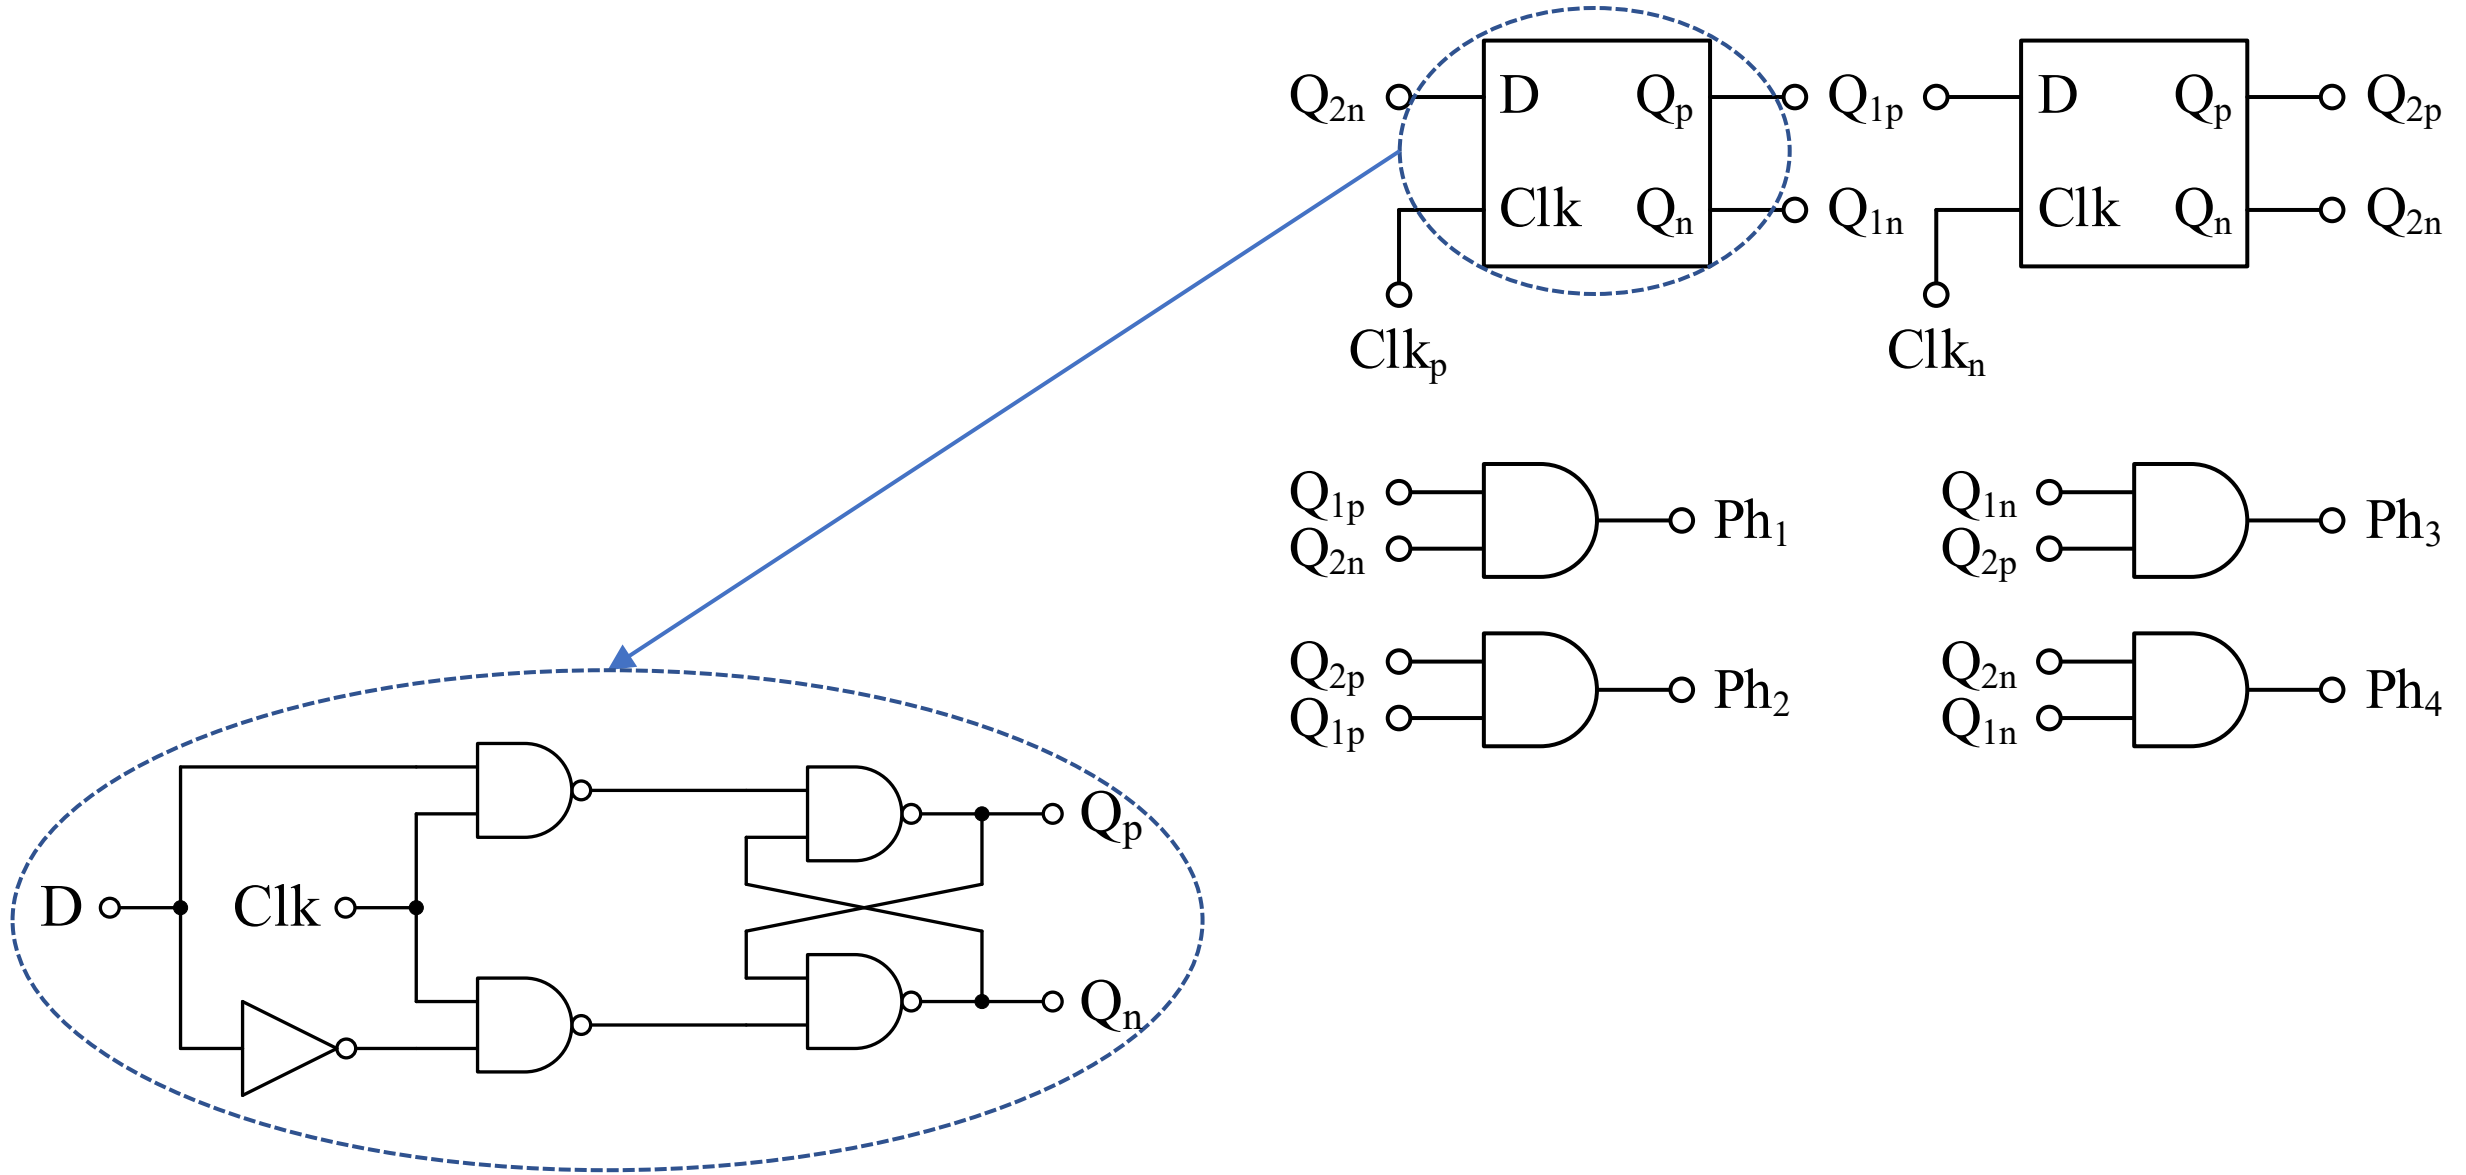 Q2n D Qp Q1p D Qp Q2p
Clk Qn Q1n Clk Qn Q2n
Clkp Clkn
Q1p Ph1 Q1n Ph3
Q2n Q2p
Q2p Ph2 Q2n Ph4
Q1p Q1n
Qp
D Clk
Qn